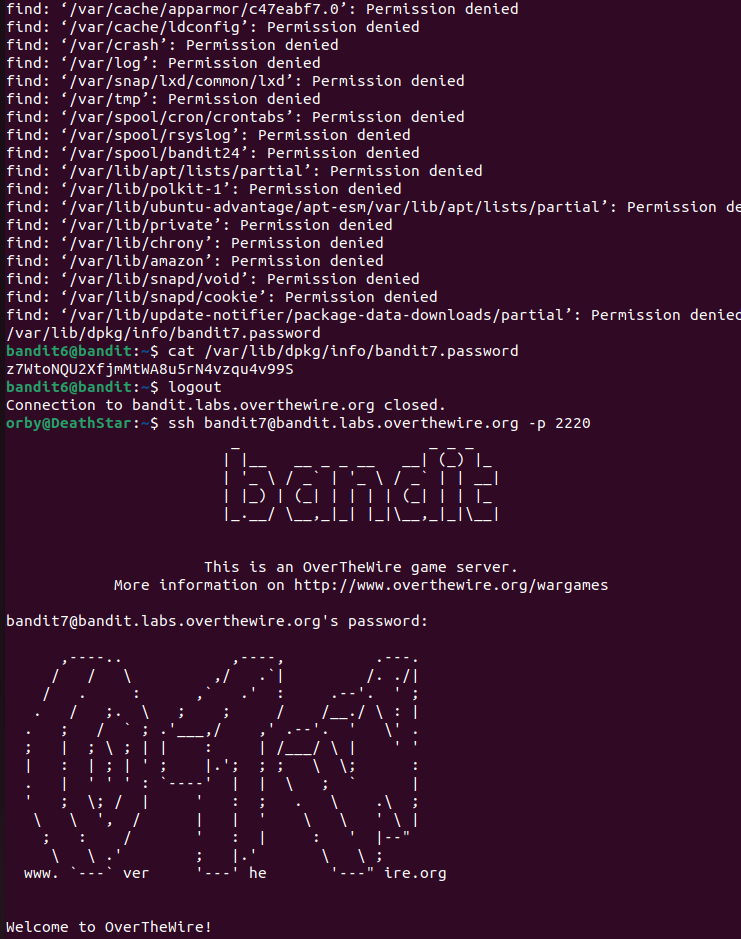 find: ‘/var/cache/apparmor/c47eabf7.0’: Permission denied
find: ‘/var/cache/ldconfig’: Permission denied
find: ‘/var/crash’: Permission denied
find: ‘/var/log’: Permission denied
find: ‘/var/snap/lxd/common/lxd’: Permission denied
find: ‘/var/tmp’: Permission denied
find: ‘/var/spool/cron/crontabs’: Permission denied
find: ‘/var/spool/rsyslog’: Permission denied
find: ‘/var/spool/bandit24’: Permission denied
find: ‘/var/lib/apt/lists/partial’: Permission denied
find: ‘/var/lib/polkit-1’: Permission denied
find: ‘/var/lib/ubuntu-advantage/apt-esm/var/lib/apt/lists/partial’: Permission de
find: ‘/var/lib/private’: Permission denied
find: ‘/var/lib/chrony’: Permission denied
find: ‘/var/lib/amazon’: Permission denied
find: ‘/var/lib/snapd/void’: Permission denied
find: ‘/var/lib/snapd/cookie’: Permission denied
find: ‘/var/lib/update-notifier/package-data-downloads/partial’: Permission denied
/var/lib/dpkg/info/bandit7.password
bandit6@bandit:~$ cat /var/lib/dpkg/info/bandit7.password
z7WtoNQU2XfjmMtWA8u5rN4vzqu4v99S
bandit6@bandit:~$ logout
Connection to bandit.labs.overthewire.org closed.
orby@DeathStar:~$ ssh bandit7@bandit.labs.overthewire.org -p 2220
bandit
This is an OverTheWire game server.
More information on http://www.overthewire.org/wargames
bandit7@bandit.labs.overthewire.org's password:
OTW
www. ver he ire.org
Welcome to OverTheWire!